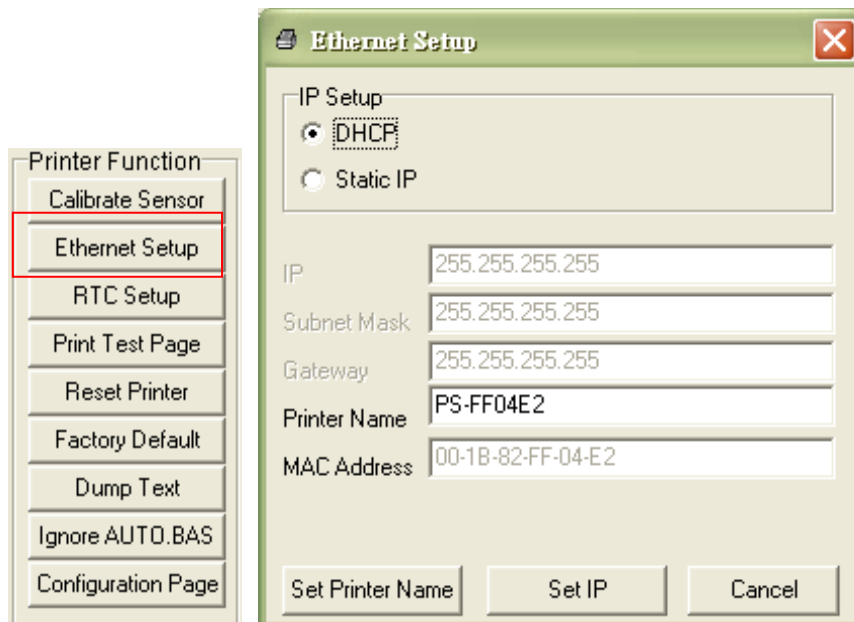 Printer Function
Calibrate Sensor
Ethernet Setup
RTC Setup
Print Test Page
Reset Printer
Factory Default
Dump Text
Ignore AUTO.BAS
Configuration Page
Ethernet Setup
IP Setup
DHCP
Static IP
IP 255.255.255.255
Subnet Mask 255.255.255.255
Gateway 255.255.255.255
Printer Name PS-FF04E2
MAC Address 00-1B-82-FF-04-E2
Set Printer Name Set IP Cancel